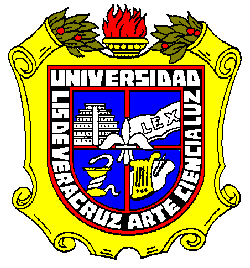 UNIVERSIDAD
LIS DE VERACRUZ ARTE CIENCIA LUZ
LEX